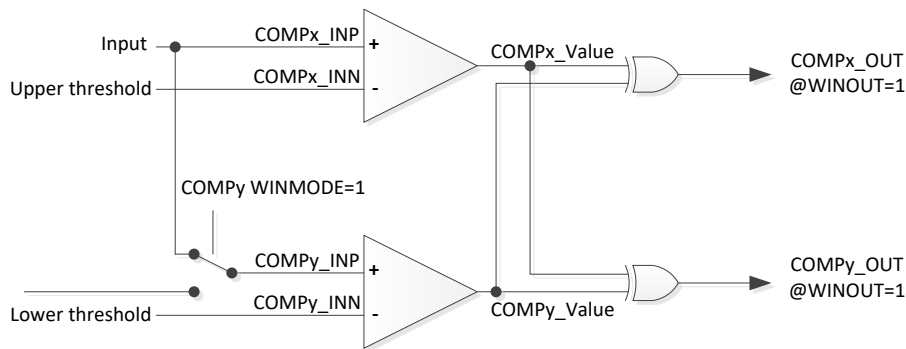 Input
COMPx_INP
+
Upper threshold
COMPx_INN
-
COMPx_Value
COMPx_OUT
@WINOUT=1
COMPy WINMODE=1
COMPy_INP
+
Lower threshold
COMPy_INN
-
COMPy_Value
COMPy_OUT
@WINOUT=1